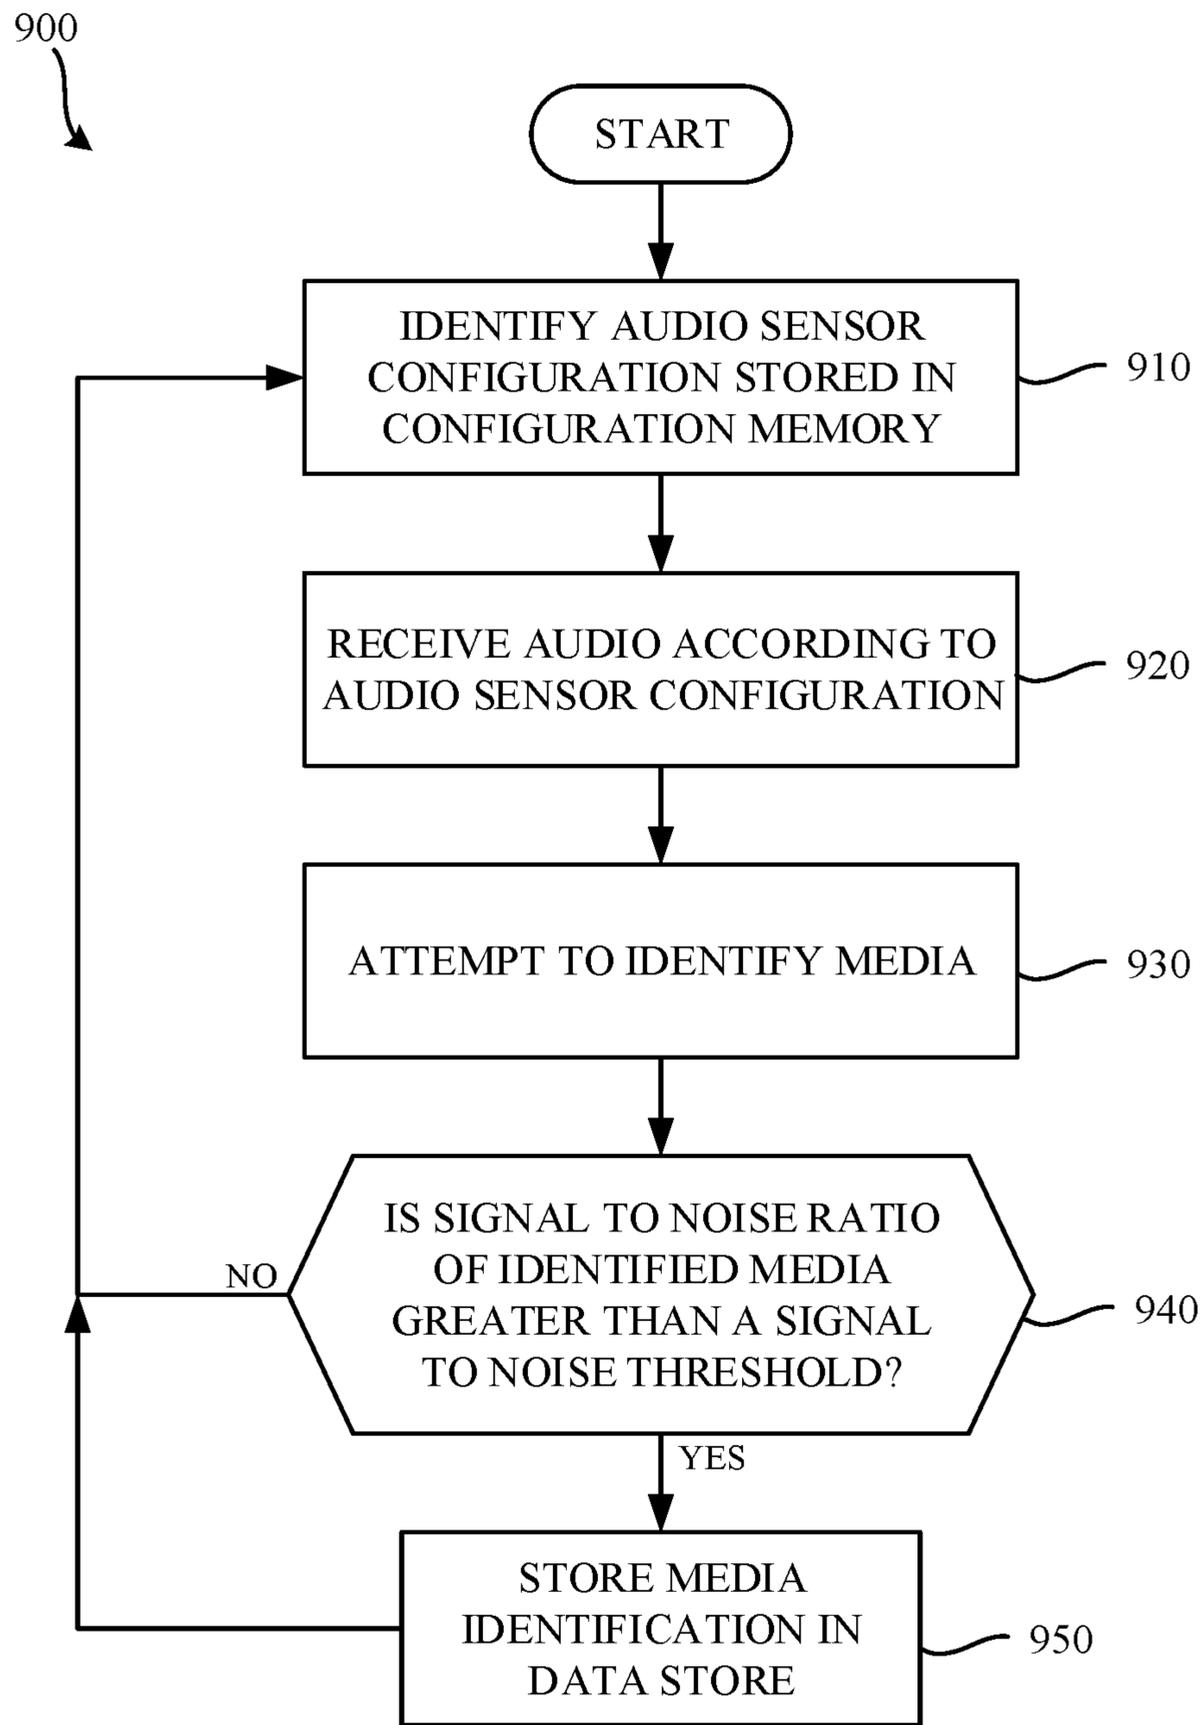 900
START
IDENTIFY AUDIO SENSOR
CONFIGURATION STORED IN
CONFIGURATION MEMORY
910
RECEIVE AUDIO ACCORDING TO
AUDIO SENSOR CONFIGURATION
920
ATTEMPT TO IDENTIFY MEDIA
930
IS SIGNAL TO NOISE RATIO
OF IDENTIFIED MEDIA
GREATER THAN A SIGNAL
TO NOISE THRESHOLD?
NO
940
YES
STORE MEDIA
IDENTIFICATION IN
DATA STORE
950